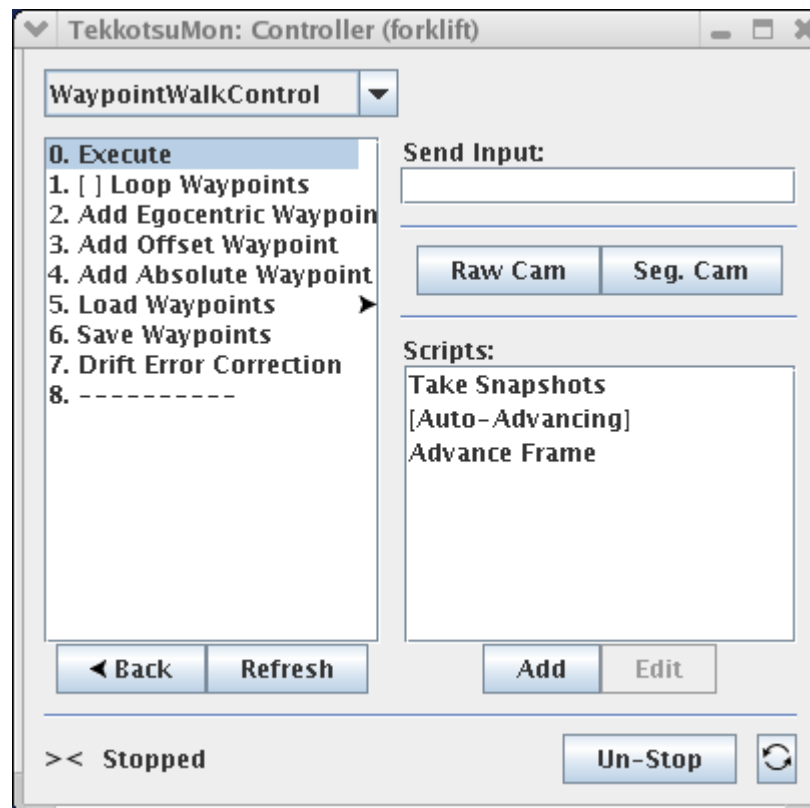 TekkotsuMon: Controller (forklift)
WaypointWalkControl
0. Execute
1. [ ] Loop Waypoints
2. Add Egocentric Waypoin
3. Add Offset Waypoint
4. Add Absolute Waypoint
5. Load Waypoints
6. Save Waypoints
7. Drift Error Correction
8. ----------
Back
Refresh
Send Input:
Raw Cam
Seg. Cam
Scripts:
Take Snapshots
[Auto-Advancing]
Advance Frame
Add
Edit
>< Stopped
Un-Stop